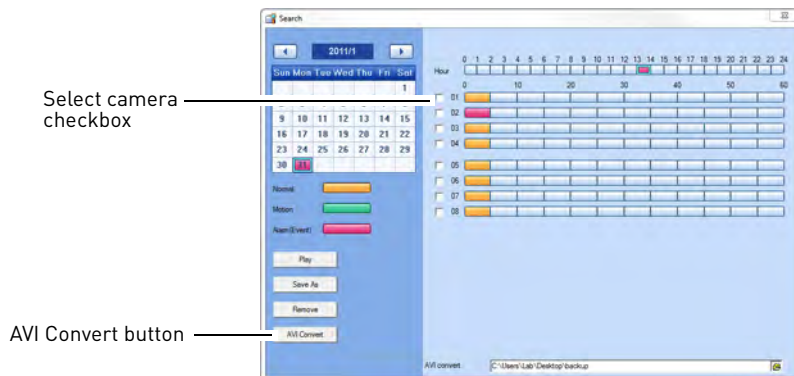 Search
2011/1
Sun Mon Tue Wed Thu Fri Sat
1
9 10 11 12 13 14 15
16 17 18 19 20 21 22
23 24 25 26 27 28 29
30 31
Normal
Motion
Alarm(Event)
Play
Save As
Remove
AVI Convert
0 1 2 3 4 5 6 7 8 9 10 11 12 13 14 15 16 17 18 19 20 21 22 23 24
Hour
0 10 20 30 40 50 60
01
02
03
04
05
06
07
08
AVI convert C:\Users\Lab\Desktop\backup
Select camera
checkbox
AVI Convert button